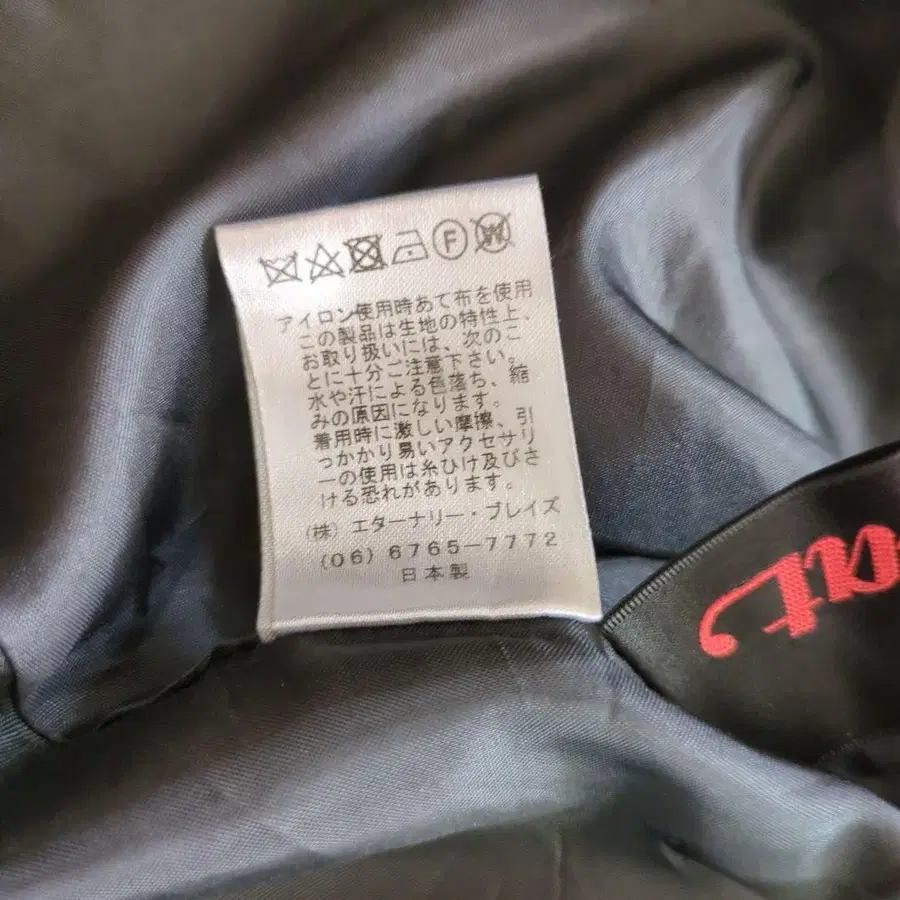 F
W
アイロン使用時あて布を使用
この製品は生地の特性上、
お取り扱いには、次のこ
とに十分ご注意下さい。
水や汗による色落ち、縮
みの原因になります。
着用時に激しい摩擦、引
っかかり易いアクセサリ
ーの使用は糸ひけ及びさ
ける恐れがあります。
(株) エターナリー・ブレイズ
(06) 6765-7772
日本製